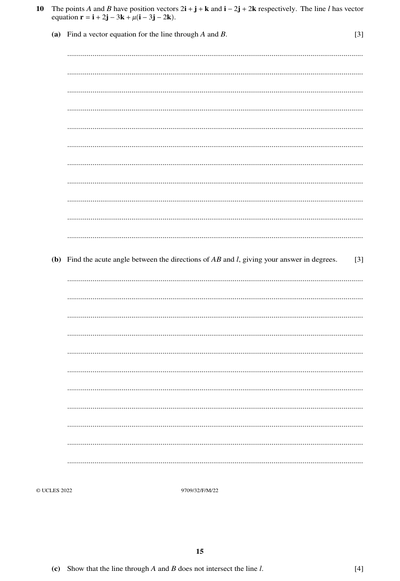 10 The points A and B have position vectors 2i + j + k and i − 2j + 2k respectively. The line l has vector
equation r = i + 2j − 3k + μ(i − 3j − 2k).
(a) Find a vector equation for the line through A and B. [3]
(b) Find the acute angle between the directions of AB and l, giving your answer in degrees. [3]
© UCLES 2022 9709/32/F/M/22
15
(c) Show that the line through A and B does not intersect the line l. [4]